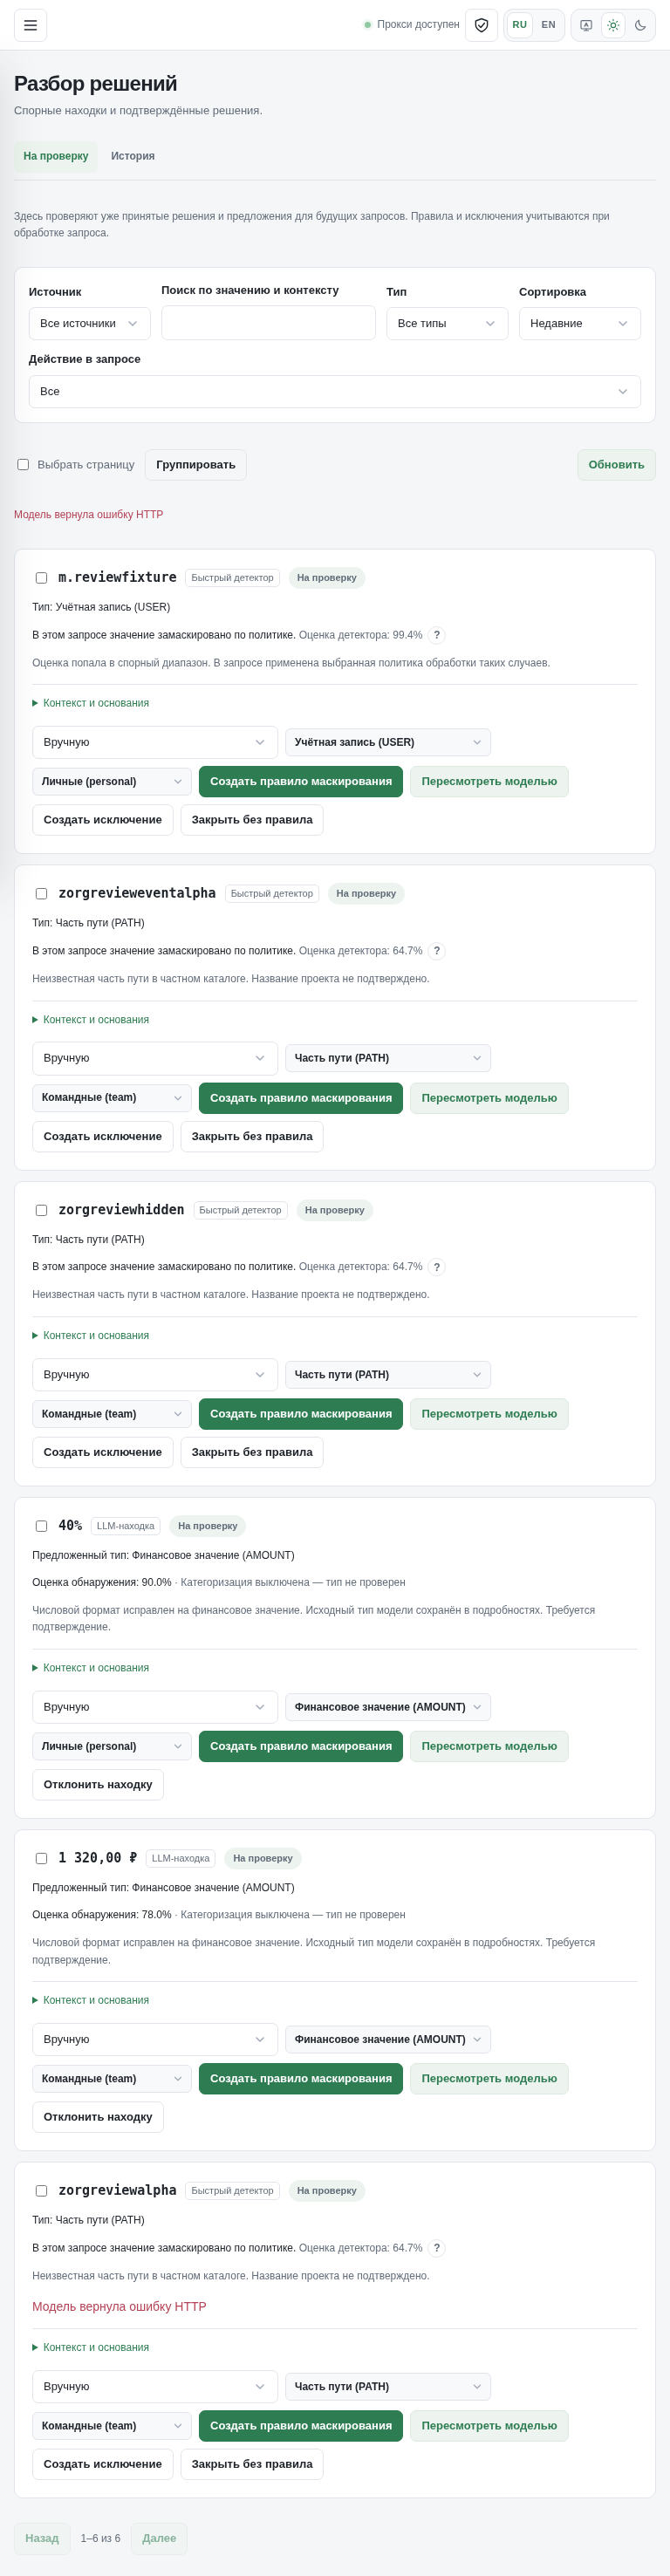 Прокси доступен RU EN
Разбор решений
Спорные находки и подтверждённые решения.
На проверку История
Здесь проверяют уже принятые решения и предложения для будущих запросов. Правила и исключения учитываются при
обработке запроса.
Источник Поиск по значению и контексту Тип Сортировка
Все источники Все типы Недавние
Действие в запросе
Все
Выбрать страницу Группировать Обновить
Модель вернула ошибку HTTP
m.reviewfixture Быстрый детектор На проверку
Тип: Учётная запись (USER)
В этом запросе значение замаскировано по политике. Оценка детектора: 99.4% ?
Оценка попала в спорный диапазон. В запросе применена выбранная политика обработки таких случаев.
Контекст и основания
Вручную Учётная запись (USER)
Личные (personal) Создать правило маскирования Пересмотреть моделью
Создать исключение Закрыть без правила
zorgrevieweventalpha Быстрый детектор На проверку
Тип: Часть пути (PATH)
В этом запросе значение замаскировано по политике. Оценка детектора: 64.7% ?
Неизвестная часть пути в частном каталоге. Название проекта не подтверждено.
Контекст и основания
Вручную Часть пути (PATH)
Командные (team) Создать правило маскирования Пересмотреть моделью
Создать исключение Закрыть без правила
zorgreviewhidden Быстрый детектор На проверку
Тип: Часть пути (PATH)
В этом запросе значение замаскировано по политике. Оценка детектора: 64.7% ?
Неизвестная часть пути в частном каталоге. Название проекта не подтверждено.
Контекст и основания
Вручную Часть пути (PATH)
Командные (team) Создать правило маскирования Пересмотреть моделью
Создать исключение Закрыть без правила
40% LLM-находка На проверку
Предложенный тип: Финансовое значение (AMOUNT)
Оценка обнаружения: 90.0% · Категоризация выключена — тип не проверен
Числовой формат исправлен на финансовое значение. Исходный тип модели сохранён в подробностях. Требуется
подтверждение.
Контекст и основания
Вручную Финансовое значение (AMOUNT)
Личные (personal) Создать правило маскирования Пересмотреть моделью
Отклонить находку
1 320,00 ₽ LLM-находка На проверку
Предложенный тип: Финансовое значение (AMOUNT)
Оценка обнаружения: 78.0% · Категоризация выключена — тип не проверен
Числовой формат исправлен на финансовое значение. Исходный тип модели сохранён в подробностях. Требуется
подтверждение.
Контекст и основания
Вручную Финансовое значение (AMOUNT)
Командные (team) Создать правило маскирования Пересмотреть моделью
Отклонить находку
zorgreviewalpha Быстрый детектор На проверку
Тип: Часть пути (PATH)
В этом запросе значение замаскировано по политике. Оценка детектора: 64.7% ?
Неизвестная часть пути в частном каталоге. Название проекта не подтверждено.
Модель вернула ошибку HTTP
Контекст и основания
Вручную Часть пути (PATH)
Командные (team) Создать правило маскирования Пересмотреть моделью
Создать исключение Закрыть без правила
Назад 1–6 из 6 Далее